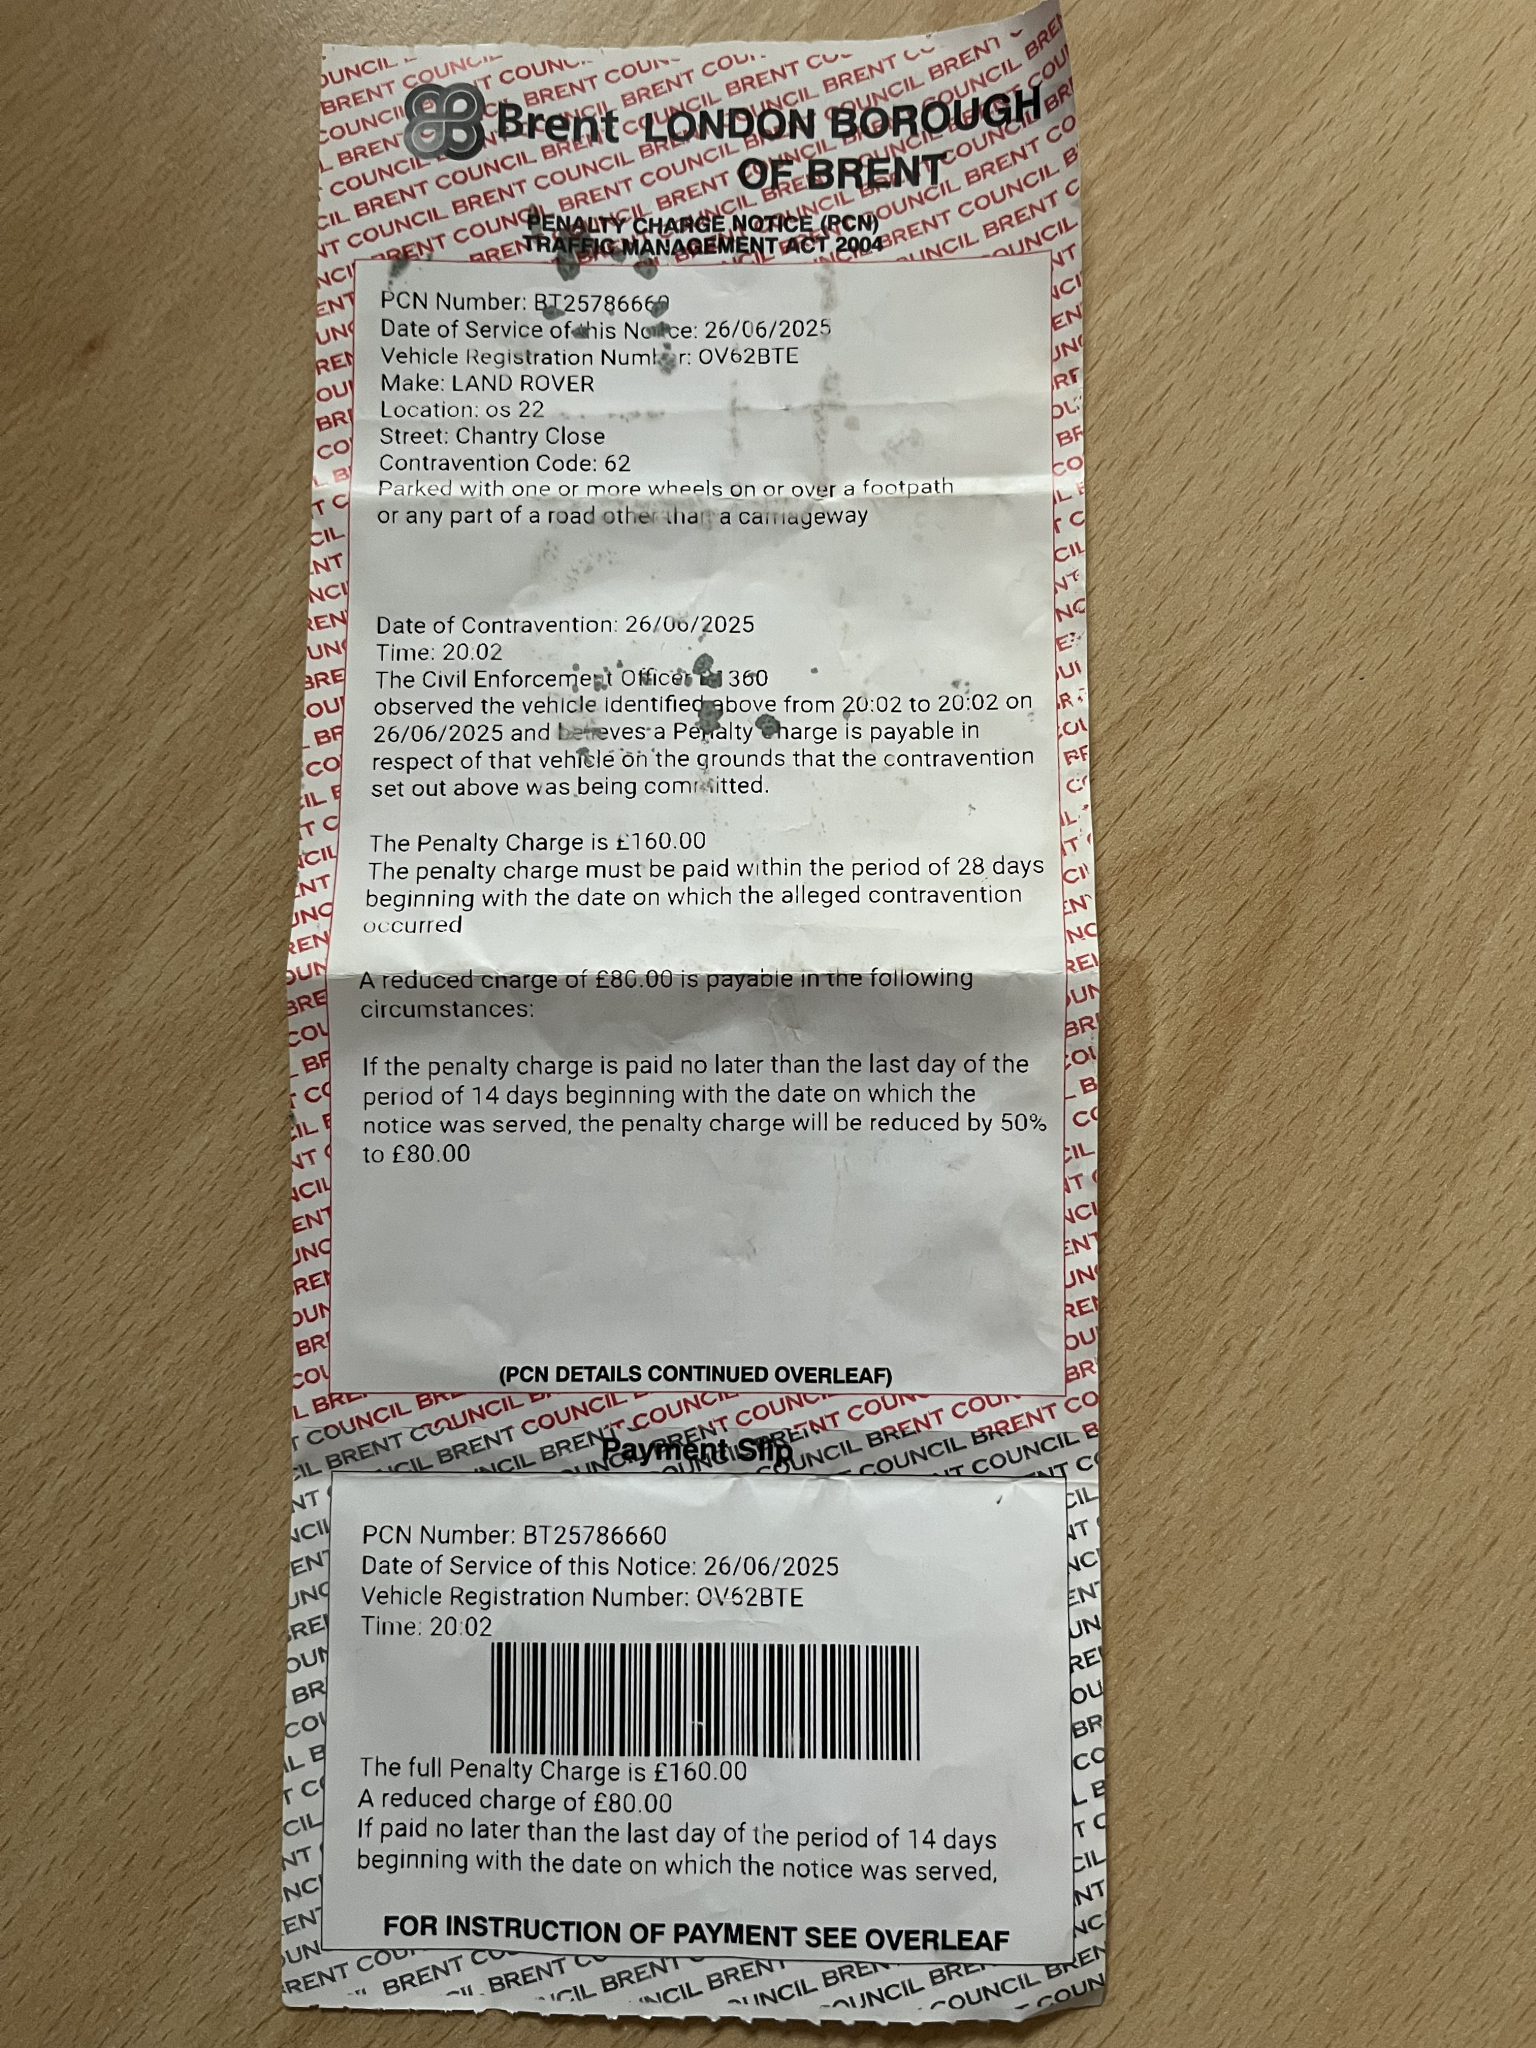 Brent LONDON BOROUGH
OF BRENT
PENALTY CHARGE NOTICE (PCN)
TRAFFIC MANAGEMENT ACT 2004
PCN Number: BT25786660
Date of Service of this Notice: 26/06/2025
Vehicle Registration Number: OV62BTE
Make: LAND ROVER
Location: os 22
Street: Chantry Close
Contravention Code: 62
Parked with one or more wheels on or over a footpath
or any part of a road other than a carriageway
Date of Contravention: 26/06/2025
Time: 20:02
The Civil Enforcement Officer
observed the vehicle identified above from 20:02 to 20:02 on
26/06/2025 and believes a Penalty Charge is payable in
respect of that vehicle on the grounds that the contravention
set out above was being committed.
The Penalty Charge is £160.00
The penalty charge must be paid within the period of 28 days
beginning with the date on which the alleged contravention
occurred
A reduced charge of £80.00 is payable in the following
circumstances:
If the penalty charge is paid no later than the last day of the
period of 14 days beginning with the date on which the
notice was served, the penalty charge will be reduced by 50%
to £80.00
(PCN DETAILS CONTINUED OVERLEAF)
Payment Slip
PCN Number: BT25786660
Date of Service of this Notice: 26/06/2025
Vehicle Registration Number: OV62BTE
Time: 20:02
The full Penalty Charge is £160.00
A reduced charge of £80.00
If paid no later than the last day of the period of 14 days
beginning with the date on which the notice was served,
FOR INSTRUCTION OF PAYMENT SEE OVERLEAF